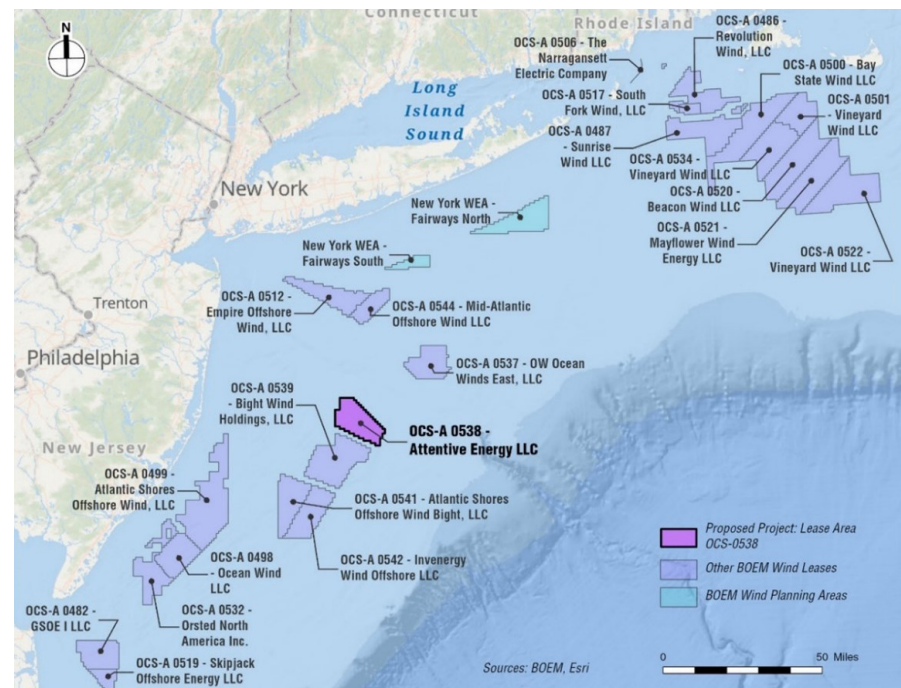 Connecticut
Rhode Island
N
OCS-A 0506 - The
Narragansett
Electric Company
OCS-A 0486 -
Revolution
Wind, LLC
OCS-A 0500 - Bay
State Wind LLC
OCS-A 0517 - South
Fork Wind, LLC
OCS-A 0501
- Vineyard
Wind LLC
Long
Island
Sound
OCS-A 0487
- Sunrise
Wind LLC
OCS-A 0534 -
Vineyard Wind LLC
OCS-A 0520 -
Beacon Wind LLC
OCS-A 0521 -
Mayflower Wind
Energy LLC
OCS-A 0522 -
Vineyard Wind LLC
New York
New York WEA -
Fairways North
New York WEA -
Fairways South
OCS-A 0512 -
Empire Offshore
Wind, LLC
OCS-A 0544 - Mid-Atlantic
Offshore Wind LLC
Trenton
Philadelphia
OCS-A 0537 - OW Ocean
Winds East, LLC
OCS-A 0539
- Bight Wind
Holdings, LLC
OCS-A 0538 -
Attentive Energy LLC
New Jersey
OCS-A 0499 -
Atlantic Shores
Offshore Wind, LLC
OCS-A 0541 - Atlantic Shores
Offshore Wind Bight, LLC
OCS-A 0542 - Invenergy
Wind Offshore LLC
OCS-A 0498
- Ocean Wind
LLC
OCS-A 0532 -
Orsted North
America Inc.
OCS-A 0482 -
GSOE I LLC
OCS-A 0519 - Skipjack
Offshore Energy LLC
Proposed Project: Lease Area
OCS-0538
Other BOEM Wind Leases
BOEM Wind Planning Areas
Sources: BOEM, Esri
0 50 Miles